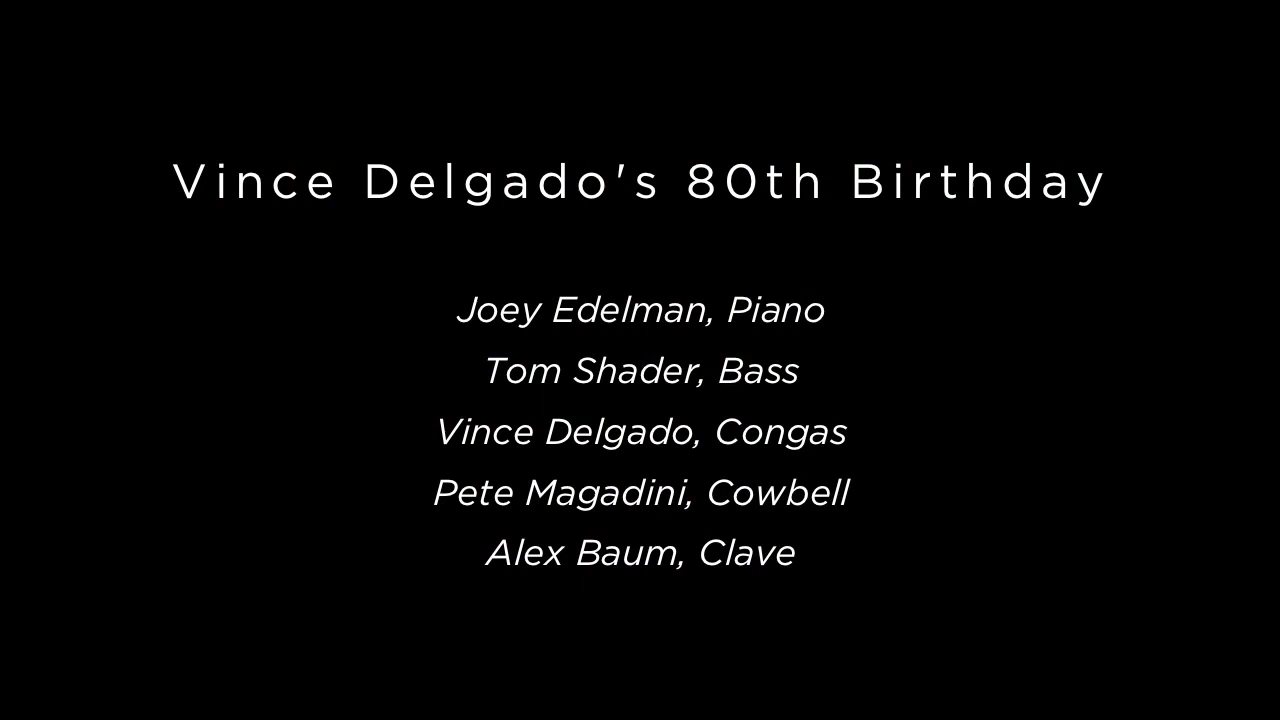 Vince Delgado's 80th Birthday
Joey Edelman, Piano
Tom Shader, Bass
Vince Delgado, Congas
Pete Magadini, Cowbell
Alex Baum, Clave